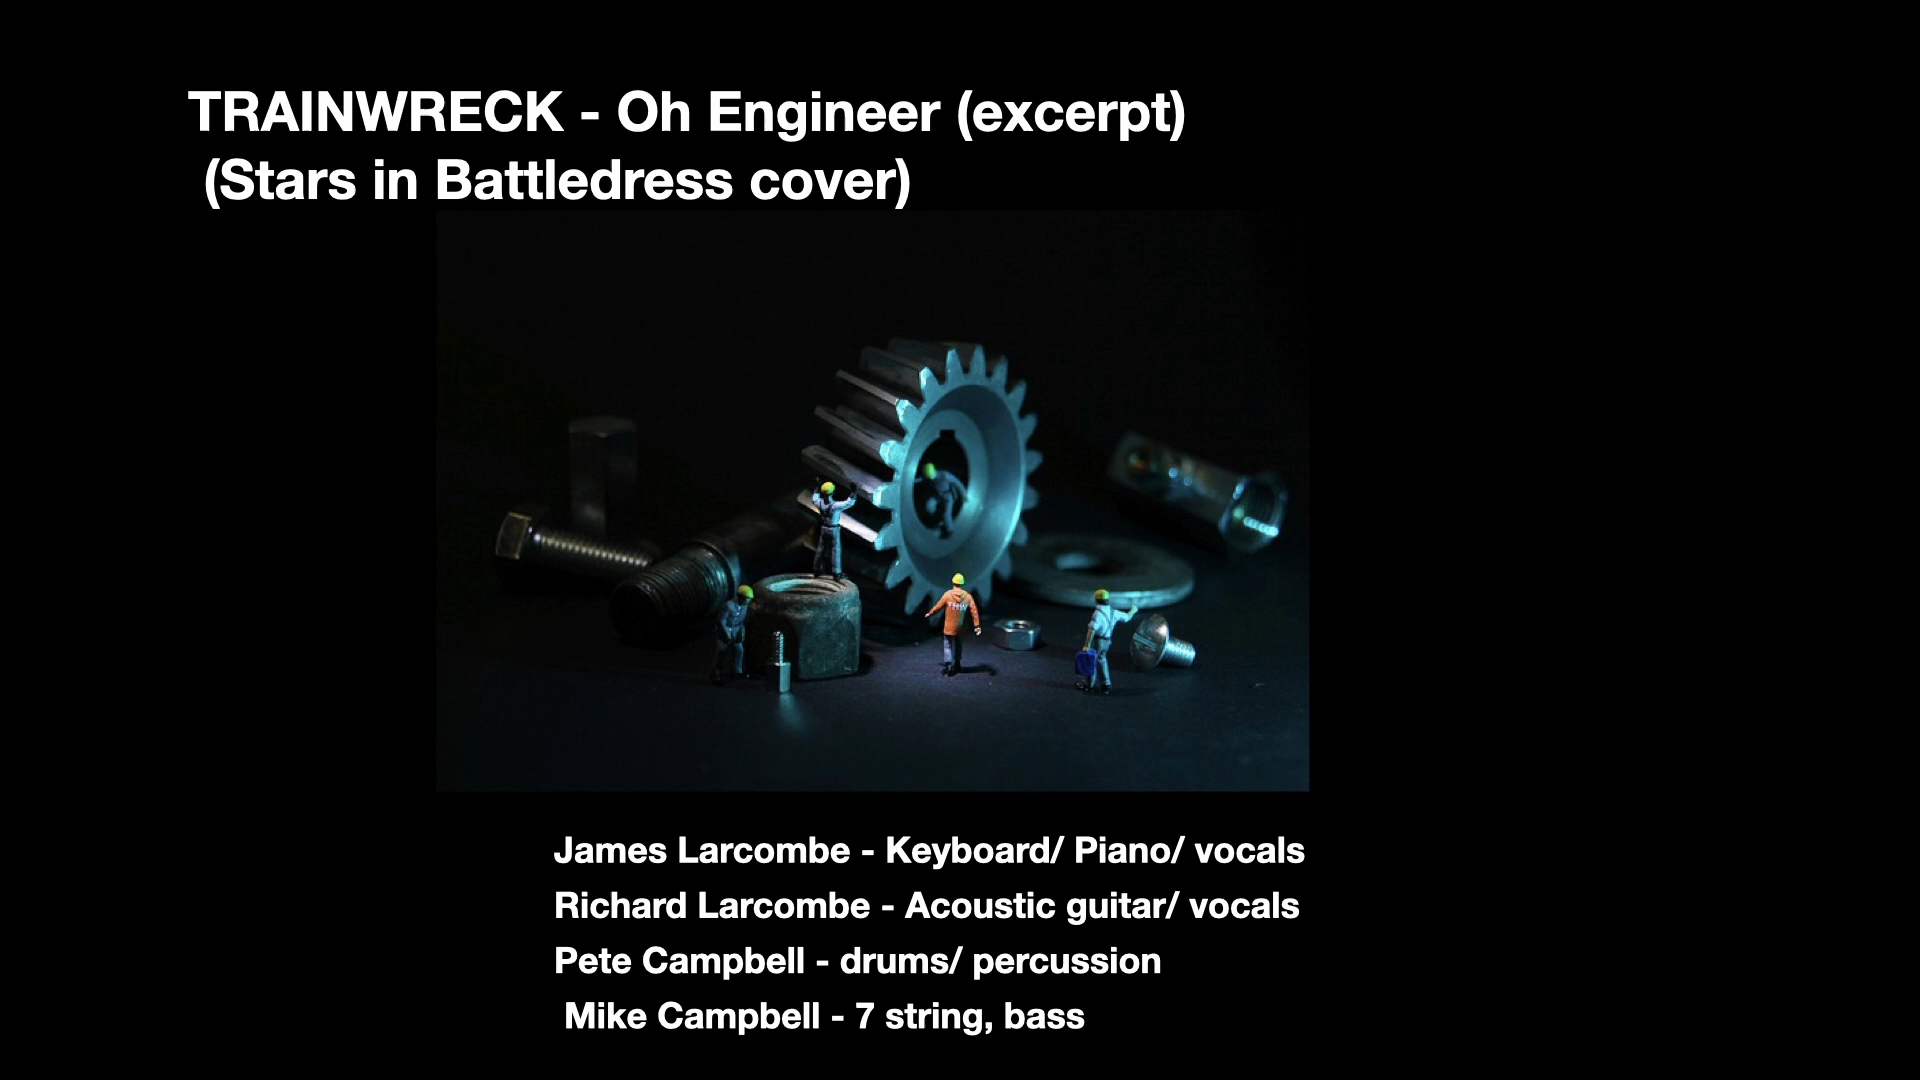 TRAINWRECK - Oh Engineer (excerpt)
(Stars in Battledress cover)
THW
James Larcombe - Keyboard/ Piano/ vocals
Richard Larcombe - Acoustic guitar/ vocals
Pete Campbell - drums/ percussion
Mike Campbell - 7 string, bass